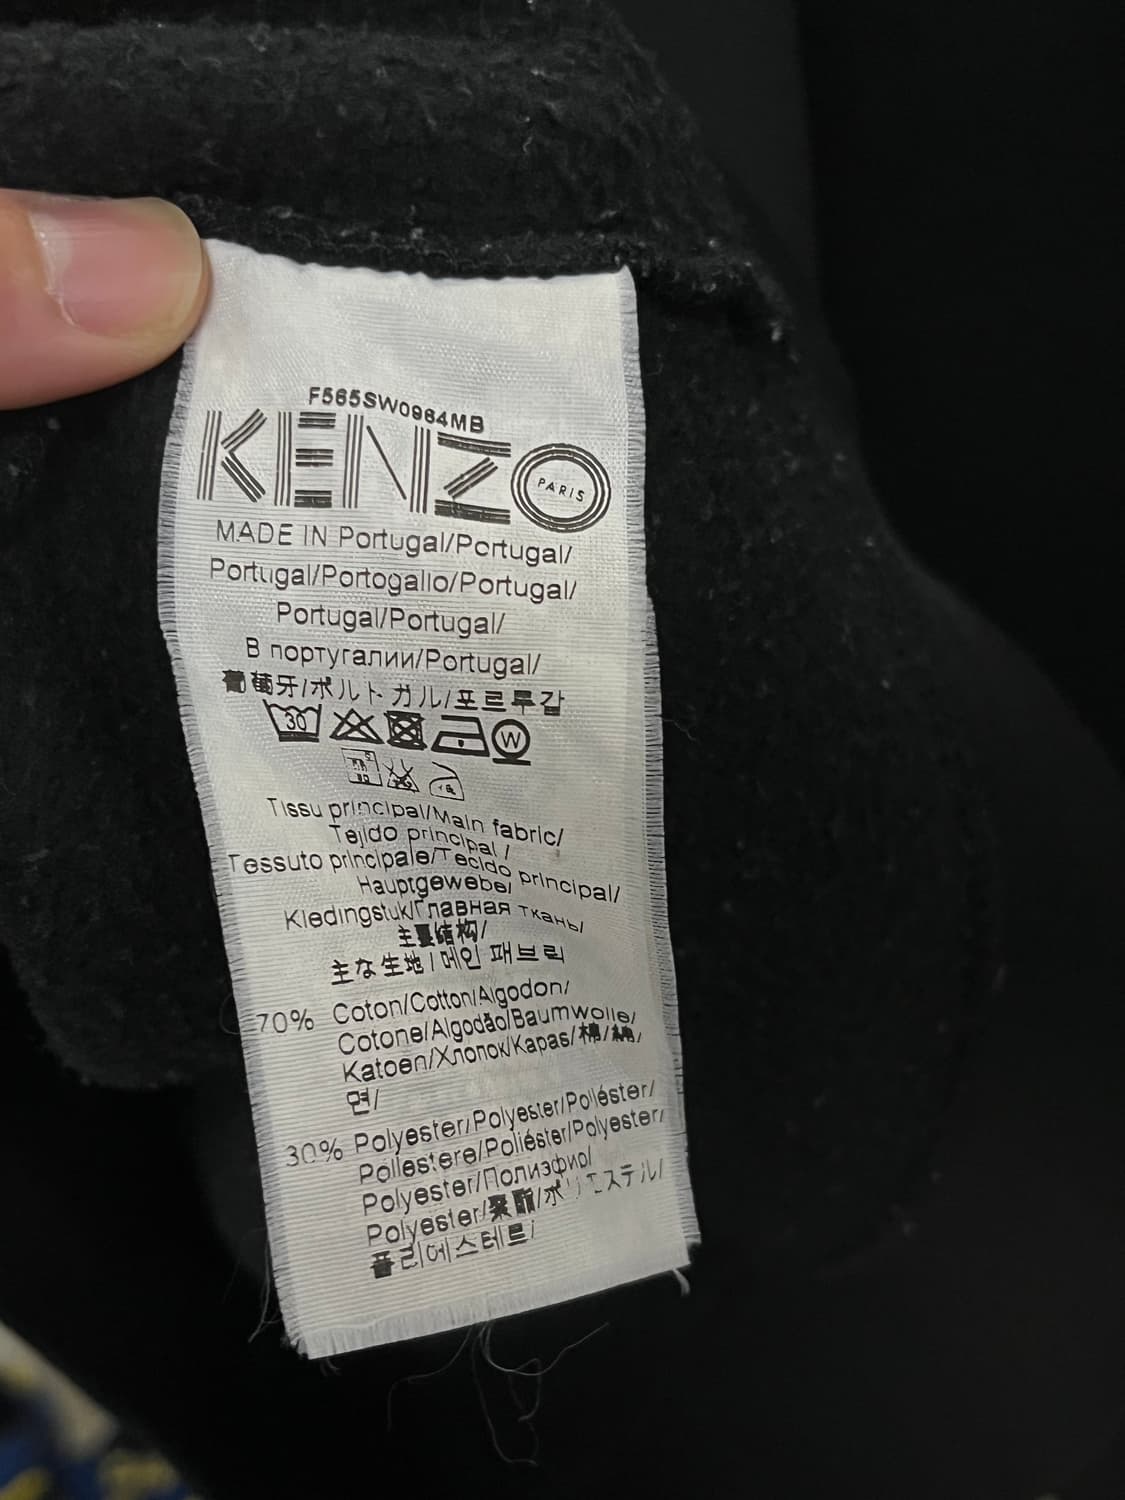 F565SW0964MB
KENZO
PARIS
MADE IN Portugal/Portugal/
Portugal/Portogallo/Portugal/
Portugal/Portugal/
В португалии/Portugal/
葡萄牙/ポルトガル/포르투갈
30
W
Tissu principal/Main fabric/
Tejido principal/
Tessuto principale/Tecido principal/
Hauptgewebe/
Kledingstuk/Главная ткань/
主要结构/
主な生地/메인 패브릭
70% Coton/Cotton/Algodon/
Cotone/Algodão/Baumwolle/
Katoen/Хлопок/Kapas/棉/綿/
면/
30% Polyester/Polyester/Poliéster/
Poliestere/Poliéster/Polyester/
Polyester/Полиэфио/
Polyester/聚酯/ポリエステル/
폴리에스테르/